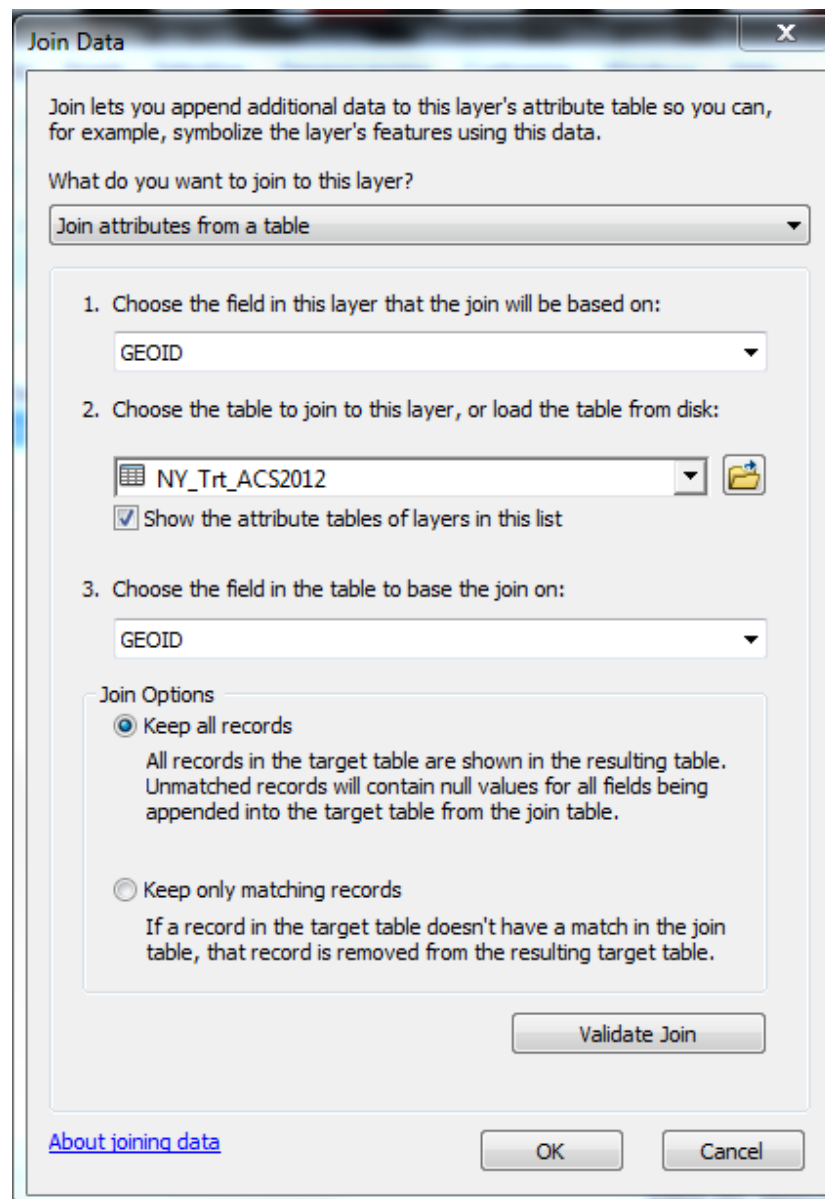 Join Data
X
Join lets you append additional data to this layer's attribute table so you can,
for example, symbolize the layer's features using this data.
What do you want to join to this layer?
Join attributes from a table
1. Choose the field in this layer that the join will be based on:
GEOID
2. Choose the table to join to this layer, or load the table from disk:
NY_Trt_ACS2012
Show the attribute tables of layers in this list
3. Choose the field in the table to base the join on:
GEOID
Join Options
Keep all records
All records in the target table are shown in the resulting table.
Unmatched records will contain null values for all fields being
appended into the target table from the join table.
Keep only matching records
If a record in the target table doesn't have a match in the join
table, that record is removed from the resulting target table.
Validate Join
About joining data
OK
Cancel